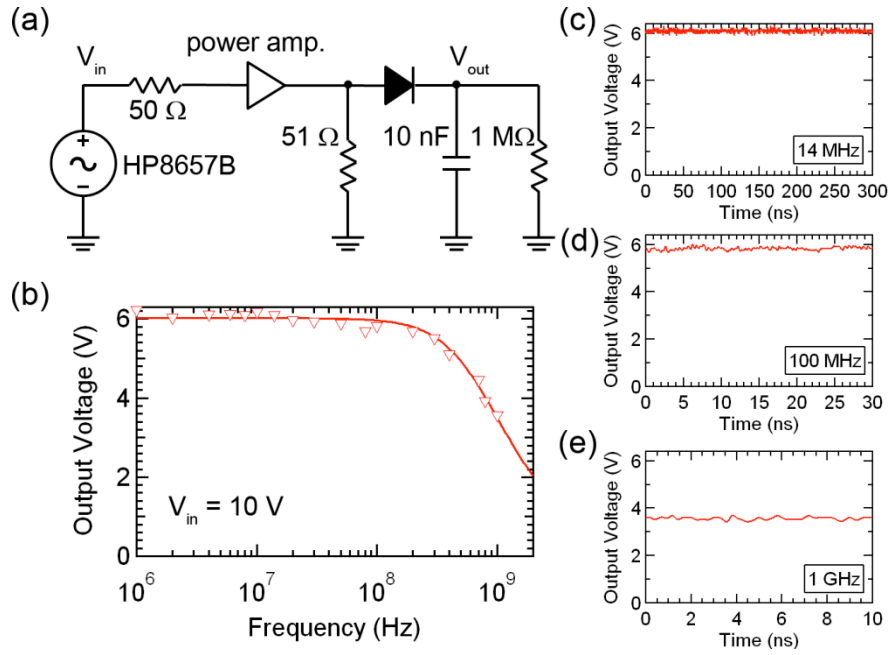 (a)
power amp.
V_in
V_out
50 Ω
51 Ω
10 nF
1 MΩ
+
−
HP8657B
(b)
Output Voltage (V)
6
4
2
0
V_in = 10 V
10^6
10^7
10^8
10^9
Frequency (Hz)
(c)
Output Voltage (V)
6
4
2
0
14 MHz
0 50 100 150 200 250 300
Time (ns)
(d)
Output Voltage (V)
6
4
2
0
100 MHz
0 5 10 15 20 25 30
Time (ns)
(e)
Output Voltage (V)
6
4
2
0
1 GHz
0 2 4 6 8 10
Time (ns)